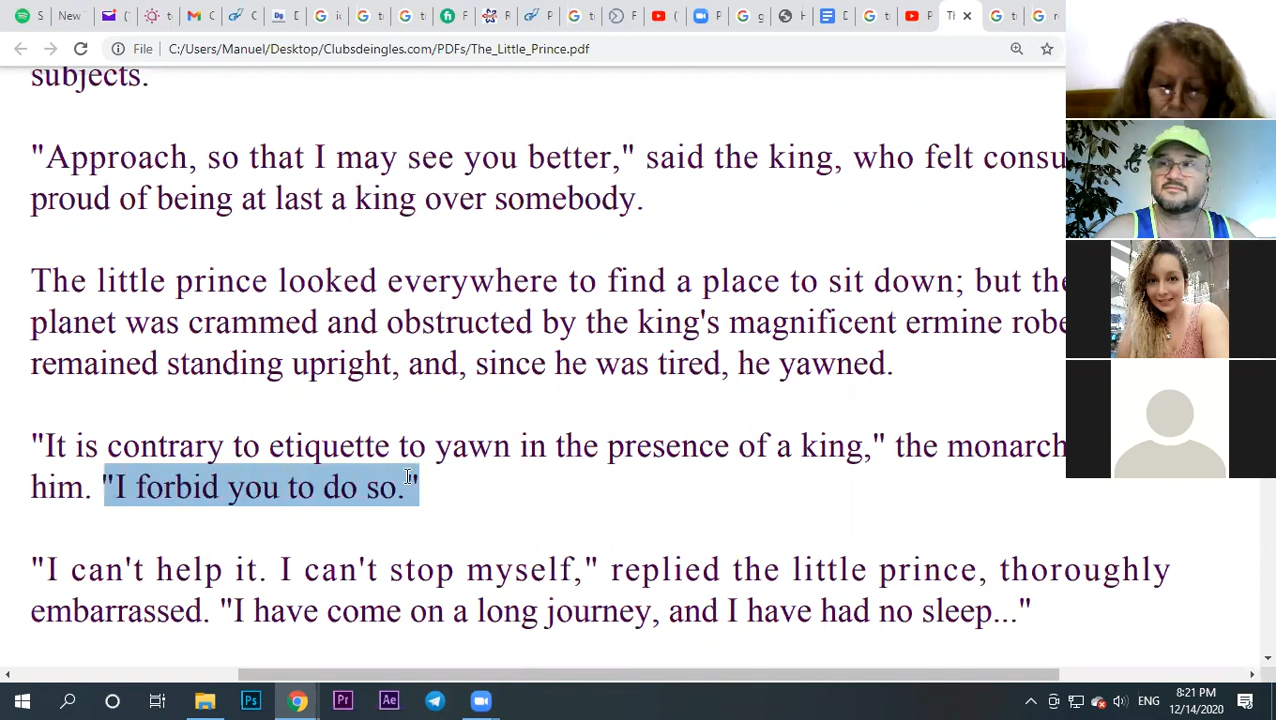 New
M
File
C:/Users/Manuel/Desktop/Clubsdeingles.com/PDFs/The_Little_Prince.pdf
subjects.
"Approach, so that I may see you better," said the king, who felt consu
proud of being at last a king over somebody.
The little prince looked everywhere to find a place to sit down; but the
planet was crammed and obstructed by the king's magnificent ermine robe
remained standing upright, and, since he was tired, he yawned.
"It is contrary to etiquette to yawn in the presence of a king," the monarch
him. "I forbid you to do so."
"I can't help it. I can't stop myself," replied the little prince, thoroughly
embarrassed. "I have come on a long journey, and I have had no sleep..."
Ps
Pr
Ae
ENG
8:21 PM
12/14/2020